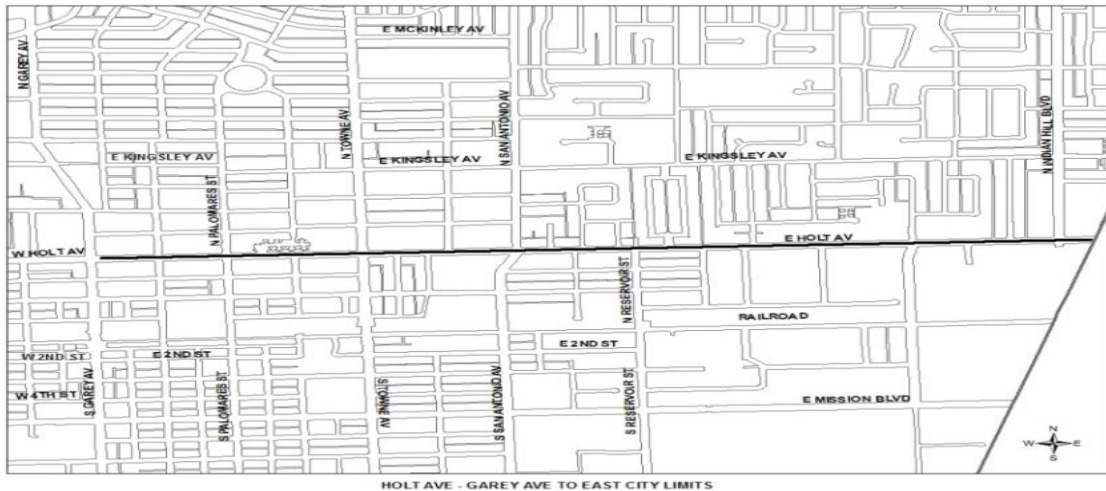 E MCKINLEY AV
N GAREY AV
N TOWNE AV
N SAN ANTONIO AV
N INDIAN HILL BLVD
E KINGSLEY AV
E KINGSLEY AV
E KINGSLEY AV
N PALOMARES ST
W HOLT AV
E HOLT AV
N RESERVOIR ST
RAILROAD
W 2ND ST
E 2ND ST
E 2ND ST
W 4TH ST
S GAREY AV
S PALOMARES ST
S TOWNE AV
S SAN ANTONIO AV
S RESERVOIR ST
E MISSION BLVD
N
W E
S
HOLT AVE - GAREY AVE TO EAST CITY LIMITS